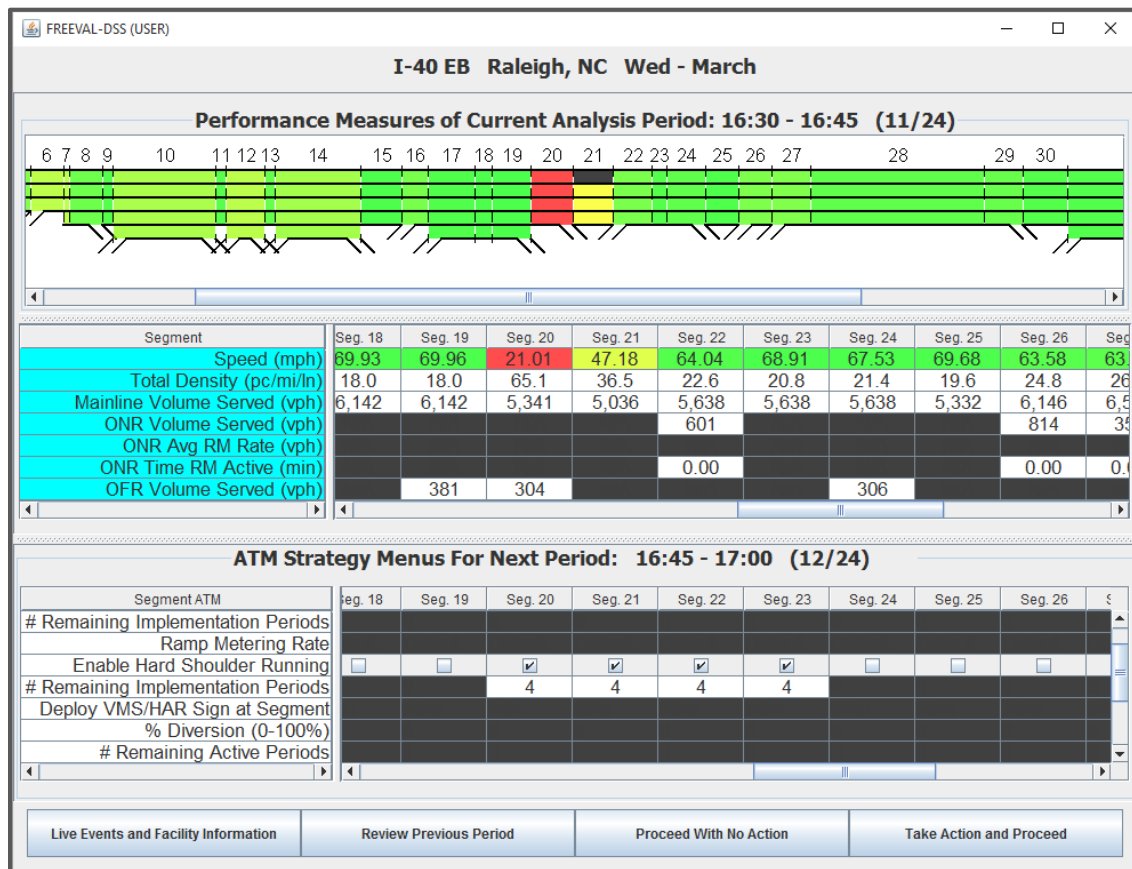 FREEVAL-DSS (USER)
I-40 EB Raleigh, NC Wed - March
Performance Measures of Current Analysis Period: 16:30 - 16:45 (11/24)
6 7 8 9 10 11 12 13 14 15 16 17 18 19 20 21 22 23 24 25 26 27 28 29 30
Segment Seg. 18 Seg. 19 Seg. 20 Seg. 21 Seg. 22 Seg. 23 Seg. 24 Seg. 25 Seg. 26 Seg
Speed (mph) 69.93 69.96 21.01 47.18 64.04 68.91 67.53 69.68 63.58 63.
Total Density (pc/mi/ln) 18.0 18.0 65.1 36.5 22.6 20.8 21.4 19.6 24.8 26
Mainline Volume Served (vph) 6,142 6,142 5,341 5,036 5,638 5,638 5,638 5,332 6,146 6,5
ONR Volume Served (vph) 601 814 35
ONR Avg RM Rate (vph)
ONR Time RM Active (min) 0.00 0.00 0.0
OFR Volume Served (vph) 381 304 306
ATM Strategy Menus For Next Period: 16:45 - 17:00 (12/24)
Segment ATM Seg. 18 Seg. 19 Seg. 20 Seg. 21 Seg. 22 Seg. 23 Seg. 24 Seg. 25 Seg. 26 S
# Remaining Implementation Periods
Ramp Metering Rate
Enable Hard Shoulder Running
# Remaining Implementation Periods 4 4 4 4
Deploy VMS/HAR Sign at Segment
% Diversion (0-100%)
# Remaining Active Periods
Live Events and Facility Information Review Previous Period Proceed With No Action Take Action and Proceed